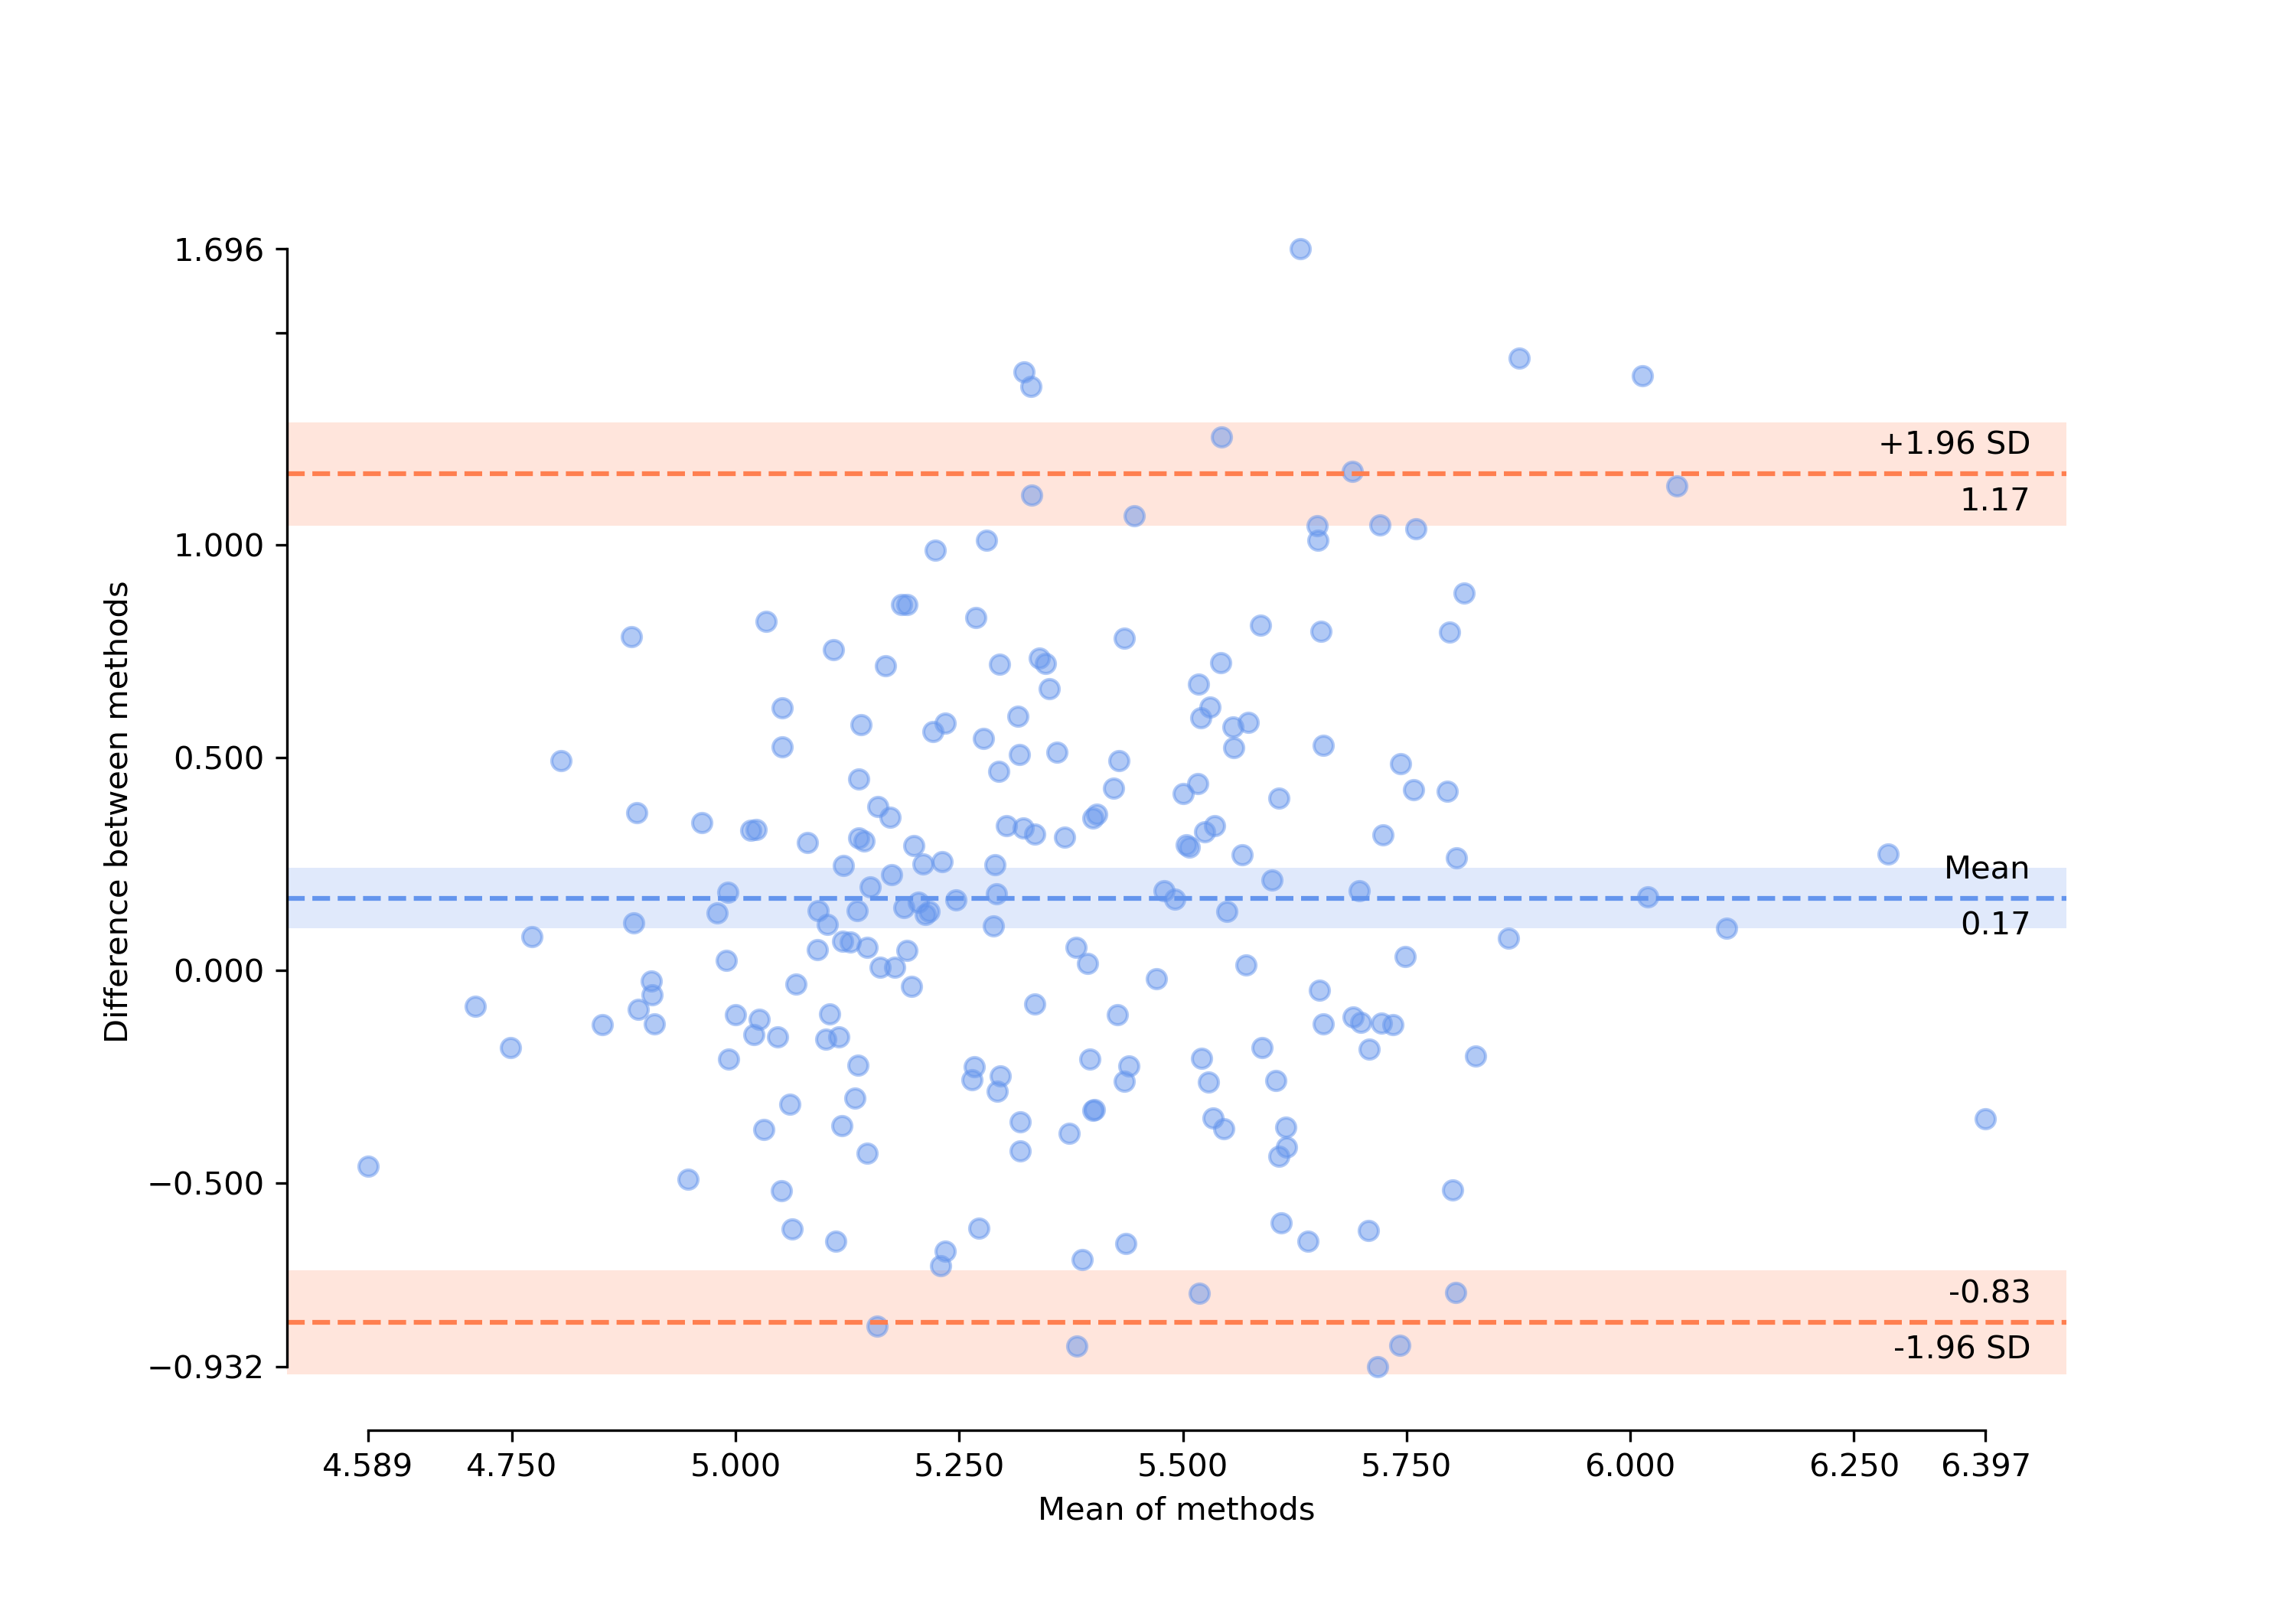 1.696
+1.96 SD
1.17
1.000
Difference between methods
0.500
Mean
0.17
0.000
−0.500
-0.83
-1.96 SD
−0.932
4.589 4.750 5.000 5.250 5.500 5.750 6.000 6.250 6.397
Mean of methods